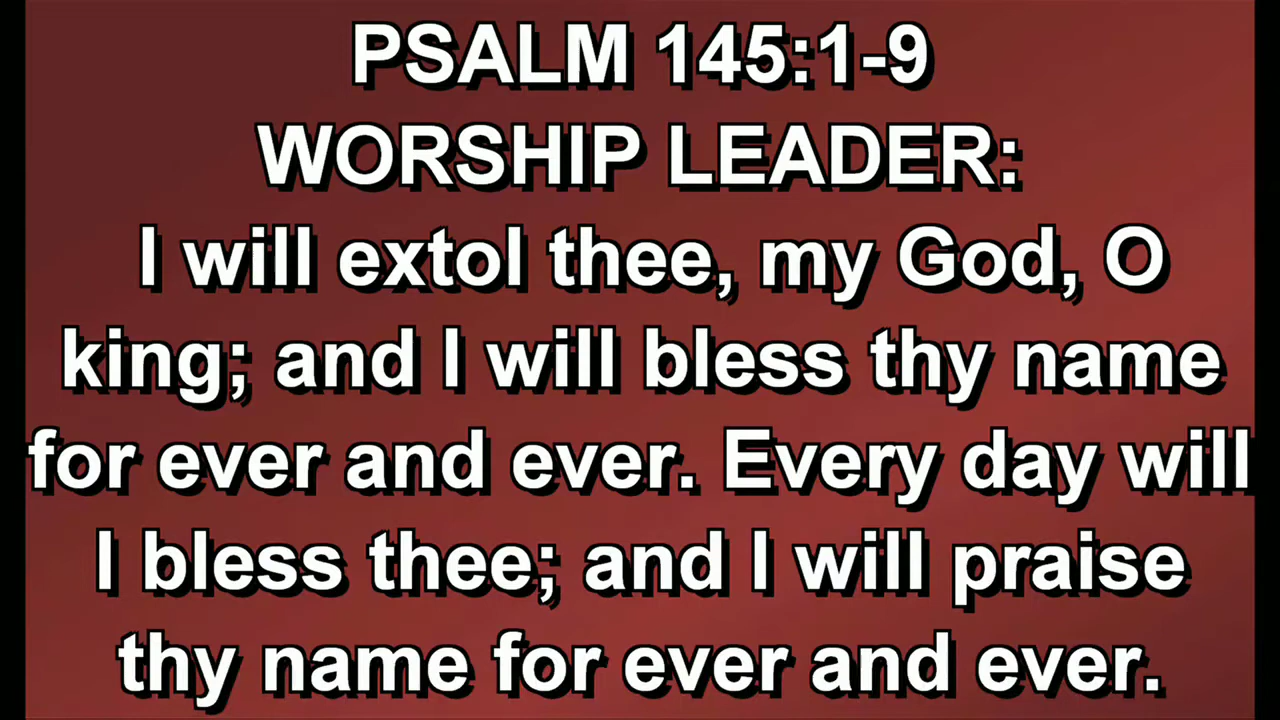 PSALM 145:1-9
WORSHIP LEADER:
I will extol thee, my God, O
king; and I will bless thy name
for ever and ever. Every day will
I bless thee; and I will praise
thy name for ever and ever.